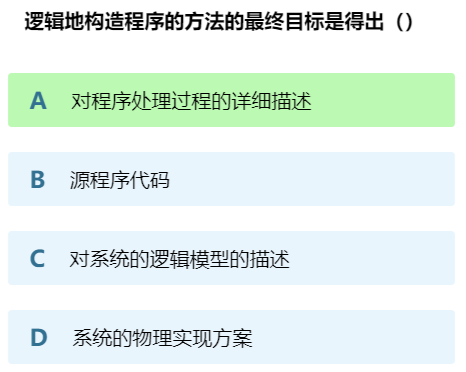 逻辑地构造程序的方法的最终目标是得出（）
A 对程序处理过程的详细描述
B 源程序代码
C 对系统的逻辑模型的描述
D 系统的物理实现方案